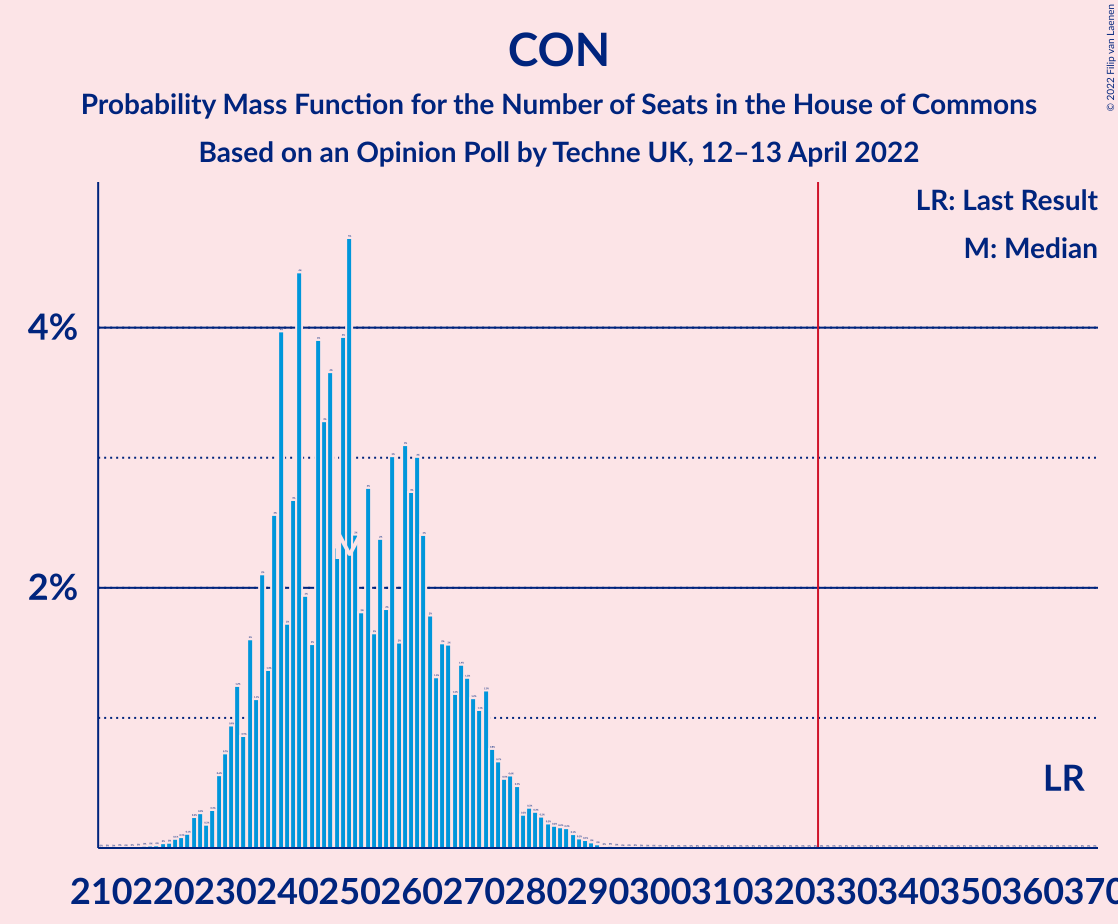 CON
Probability Mass Function for the Number of Seats in the House of Commons
Based on an Opinion Poll by Techne UK, 12–13 April 2022
© 2022 Filip van Laenen
LR: Last Result
M: Median
4%
2%
M
LR
210220230240250260270280290300310320330340350360370